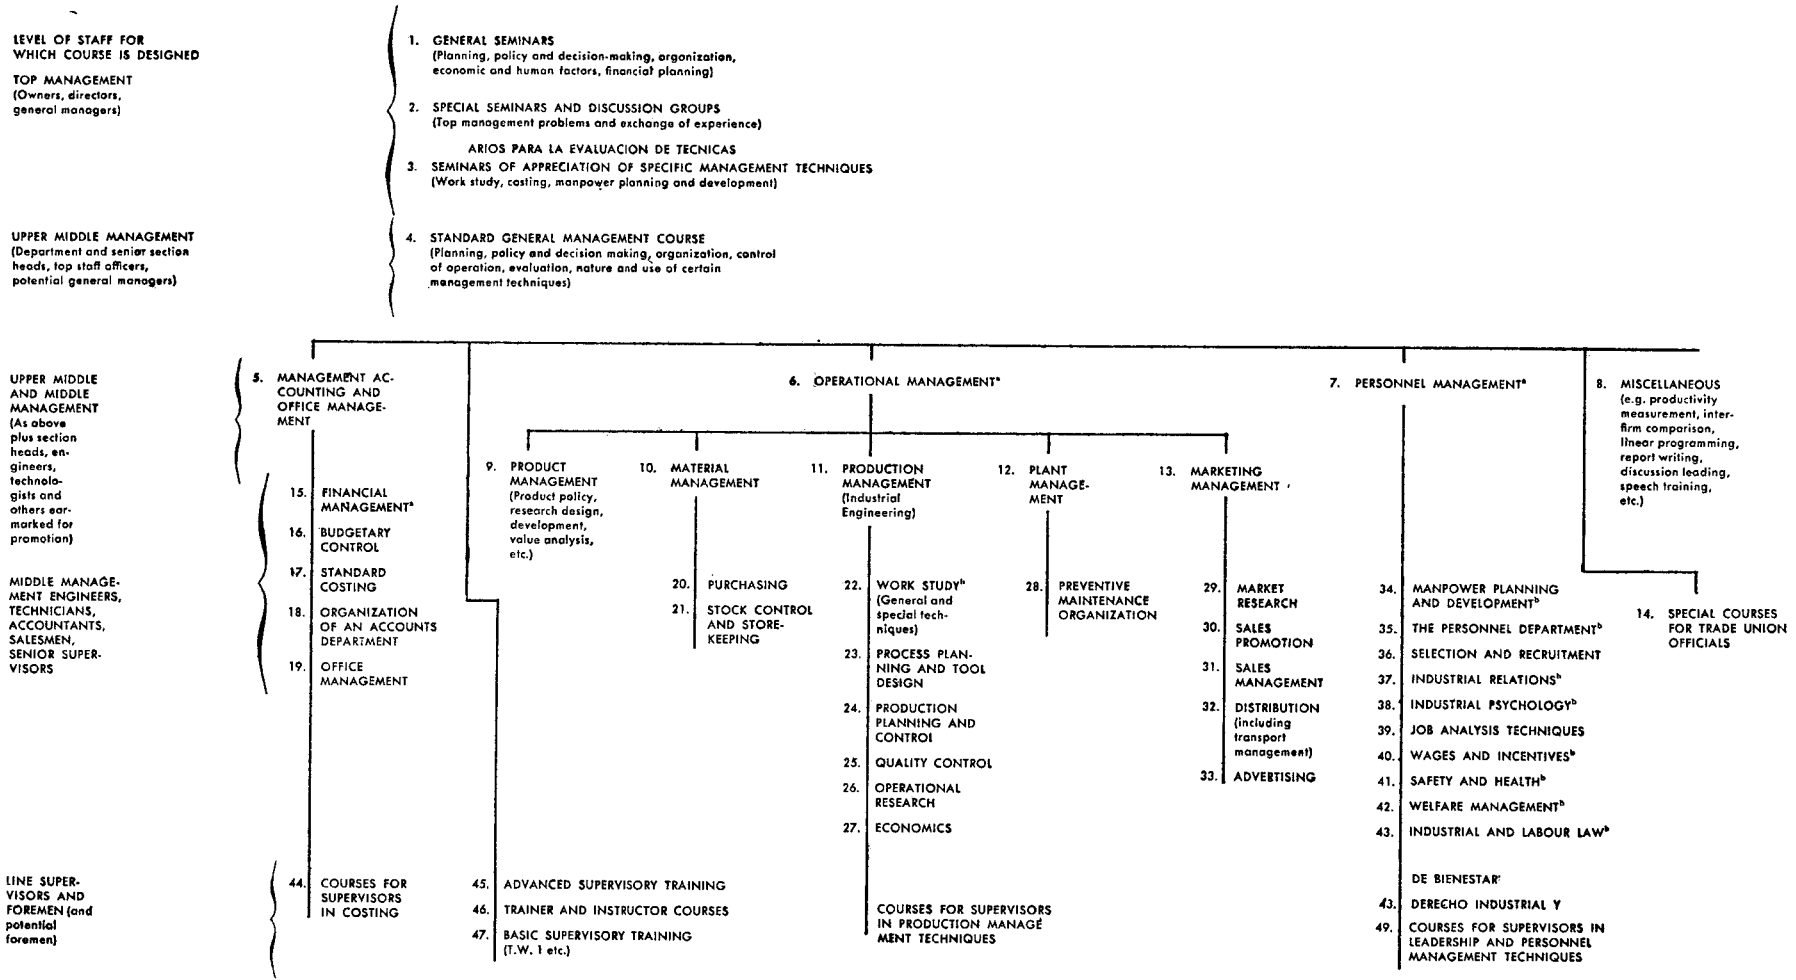 LEVEL OF STAFF FOR
WHICH COURSE IS DESIGNED
TOP MANAGEMENT
(Owners, directors,
general managers)
1. GENERAL SEMINARS
(Planning, policy and decision-making, organization,
economic and human factors, financial planning)
2. SPECIAL SEMINARS AND DISCUSSION GROUPS
(Top management problems and exchange of experience)
ARIOS PARA LA EVALUACION DE TECNICAS
3. SEMINARS OF APPRECIATION OF SPECIFIC MANAGEMENT TECHNIQUES
(Work study, costing, manpower planning and development)
UPPER MIDDLE MANAGEMENT
(Department and senior section
heads, top staff officers,
potential general managers)
4. STANDARD GENERAL MANAGEMENT COURSE
(Planning, policy and decision making, organization, control
of operation, evaluation, nature and use of certain
management techniques)
UPPER MIDDLE
AND MIDDLE
MANAGEMENT
(As above
plus section
heads, en-
gineers,
technolo-
gists and
others ear-
marked for
promotion)
5. MANAGEMENT AC-
COUNTING AND
OFFICE MANAGE-
MENT
6. OPERATIONAL MANAGEMENTᵃ
7. PERSONNEL MANAGEMENTᵃ
8. MISCELLANEOUS
(e.g. productivity
measurement, inter-
firm comparison,
linear programming,
report writing,
discussion leading,
speech training,
etc.)
9. PRODUCT
MANAGEMENT
(Product policy,
research design,
development,
value analysis,
etc.)
10. MATERIAL
MANAGEMENT
11. PRODUCTION
MANAGEMENT
(Industrial
Engineering)
12. PLANT
MANAGE-
MENT
13. MARKETING
MANAGEMENT
14. SPECIAL COURSES
FOR TRADE UNION
OFFICIALS
MIDDLE MANAGE-
MENT ENGINEERS,
TECHNICIANS,
ACCOUNTANTS,
SALESMEN,
SENIOR SUPER-
VISORS
15. FINANCIAL
MANAGEMENTᵃ
16. BUDGETARY
CONTROL
17. STANDARD
COSTING
18. ORGANIZATION
OF AN ACCOUNTS
DEPARTMENT
19. OFFICE
MANAGEMENT
20. PURCHASING
21. STOCK CONTROL
AND STORE-
KEEPING
22. WORK STUDYᵇ
(General and
special tech-
niques)
23. PROCESS PLAN-
NING AND TOOL
DESIGN
24. PRODUCTION
PLANNING AND
CONTROL
25. QUALITY CONTROL
26. OPERATIONAL
RESEARCH
27. ECONOMICS
28. PREVENTIVE
MAINTENANCE
ORGANIZATION
29. MARKET
RESEARCH
30. SALES
PROMOTION
31. SALES
MANAGEMENT
32. DISTRIBUTION
(including
transport
management)
33. ADVERTISING
34. MANPOWER PLANNING
AND DEVELOPMENTᵇ
35. THE PERSONNEL DEPARTMENTᵇ
36. SELECTION AND RECRUITMENT
37. INDUSTRIAL RELATIONSᵇ
38. INDUSTRIAL PSYCHOLOGYᵇ
39. JOB ANALYSIS TECHNIQUES
40. WAGES AND INCENTIVESᵇ
41. SAFETY AND HEALTHᵇ
42. WELFARE MANAGEMENTᵇ
43. INDUSTRIAL AND LABOUR LAWᵇ
LINE SUPER-
VISORS AND
FOREMEN (and
potential
foremen)
44. COURSES FOR
SUPERVISORS
IN COSTING
45. ADVANCED SUPERVISORY TRAINING
46. TRAINER AND INSTRUCTOR COURSES
47. BASIC SUPERVISORY TRAINING
(T.W. I etc.)
COURSES FOR SUPERVISORS
IN PRODUCTION MANAGE
MENT TECHNIQUES
DE BIENESTAR
43. DERECHO INDUSTRIAL Y
49. COURSES FOR SUPERVISORS IN
LEADERSHIP AND PERSONNEL
MANAGEMENT TECHNIQUES